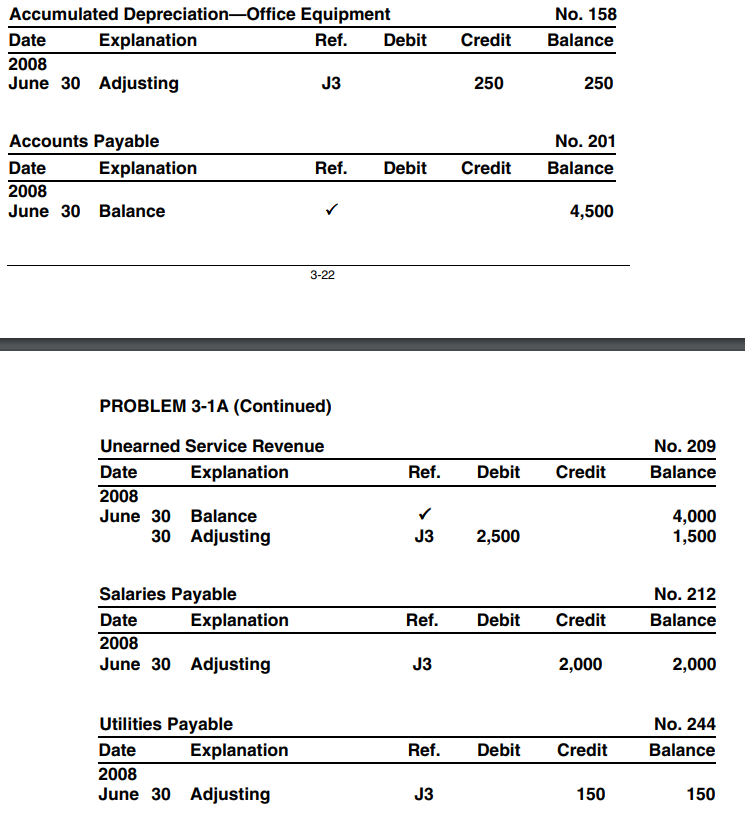 Accumulated Depreciation—Office Equipment No. 158
Date Explanation Ref. Debit Credit Balance
2008
June 30 Adjusting J3 250 250
Accounts Payable No. 201
Date Explanation Ref. Debit Credit Balance
2008
June 30 Balance ✓ 4,500
3-22
PROBLEM 3-1A (Continued)
Unearned Service Revenue No. 209
Date Explanation Ref. Debit Credit Balance
2008
June 30 Balance ✓ 4,000
30 Adjusting J3 2,500 1,500
Salaries Payable No. 212
Date Explanation Ref. Debit Credit Balance
2008
June 30 Adjusting J3 2,000 2,000
Utilities Payable No. 244
Date Explanation Ref. Debit Credit Balance
2008
June 30 Adjusting J3 150 150